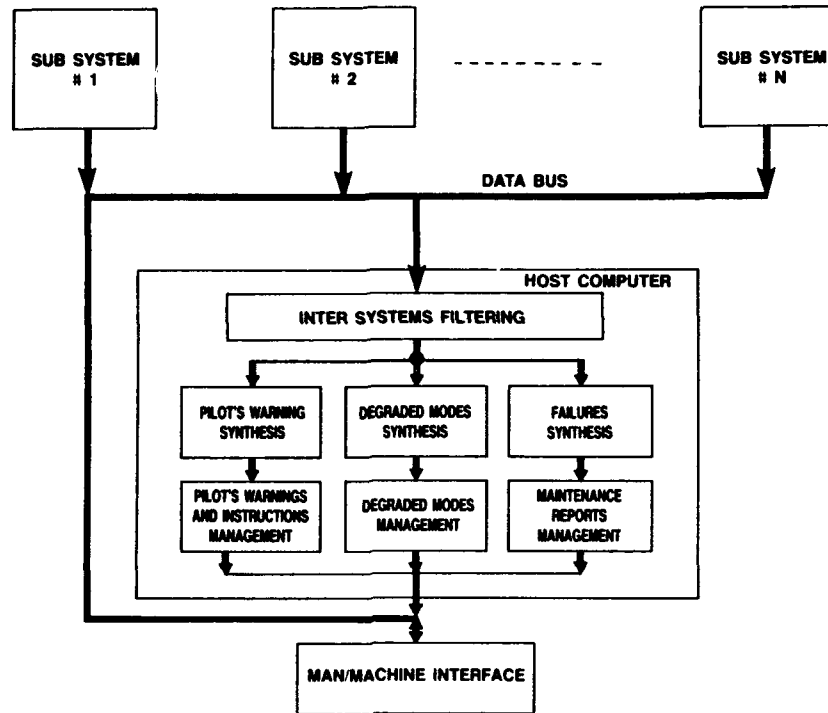 SUB SYSTEM
# 1
SUB SYSTEM
# 2
SUB SYSTEM
# N
DATA BUS
HOST COMPUTER
INTER SYSTEMS FILTERING
PILOT'S WARNING
SYNTHESIS
DEGRADED MODES
SYNTHESIS
FAILURES
SYNTHESIS
PILOT'S WARNINGS
AND INSTRUCTIONS
MANAGEMENT
DEGRADED MODES
MANAGEMENT
MAINTENANCE
REPORTS
MANAGEMENT
MAN/MACHINE INTERFACE